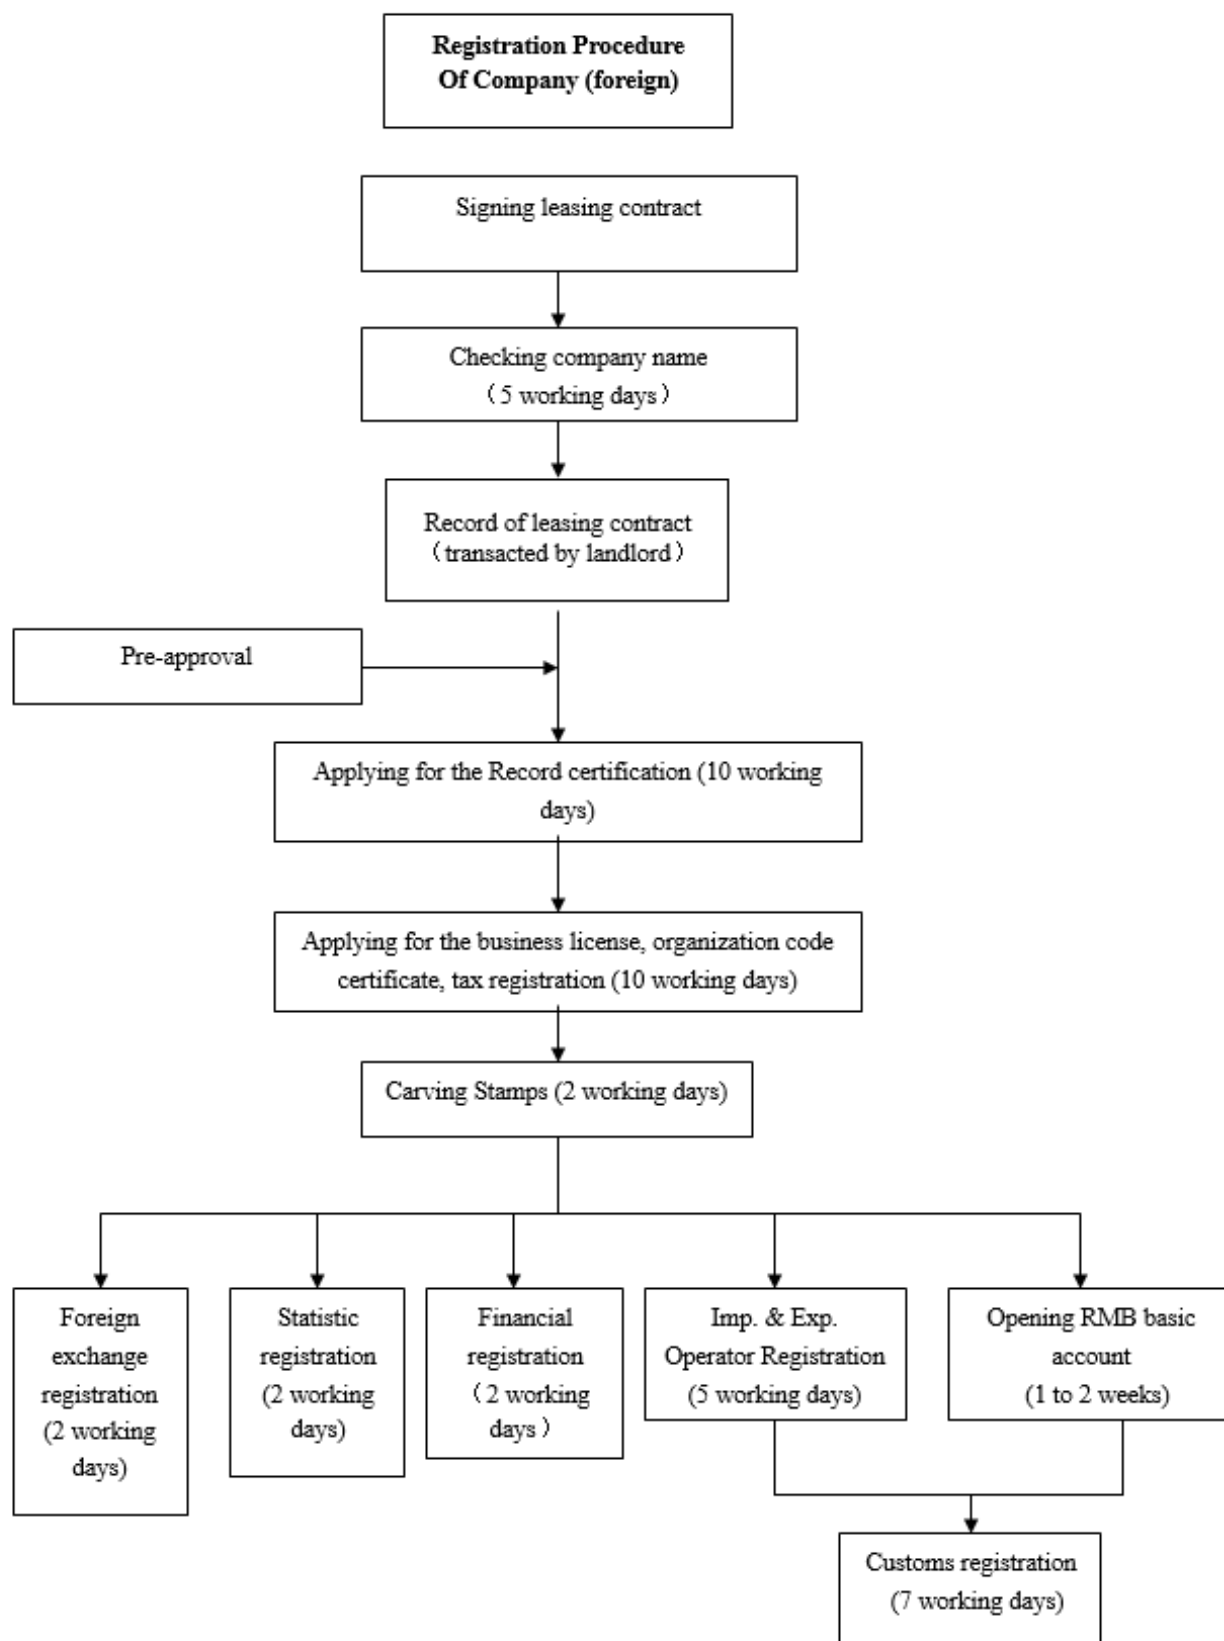 Registration Procedure
Of Company (foreign)
Signing leasing contract
Checking company name
（5 working days）
Record of leasing contract
（transacted by landlord）
Pre-approval
Applying for the Record certification (10 working
days)
Applying for the business license, organization code
certificate, tax registration (10 working days)
Carving Stamps (2 working days)
Foreign
exchange
registration
(2 working
days)
Statistic
registration
(2 working
days)
Financial
registration
（2 working
days）
Imp. & Exp.
Operator Registration
(5 working days)
Opening RMB basic
account
(1 to 2 weeks)
Customs registration
(7 working days)